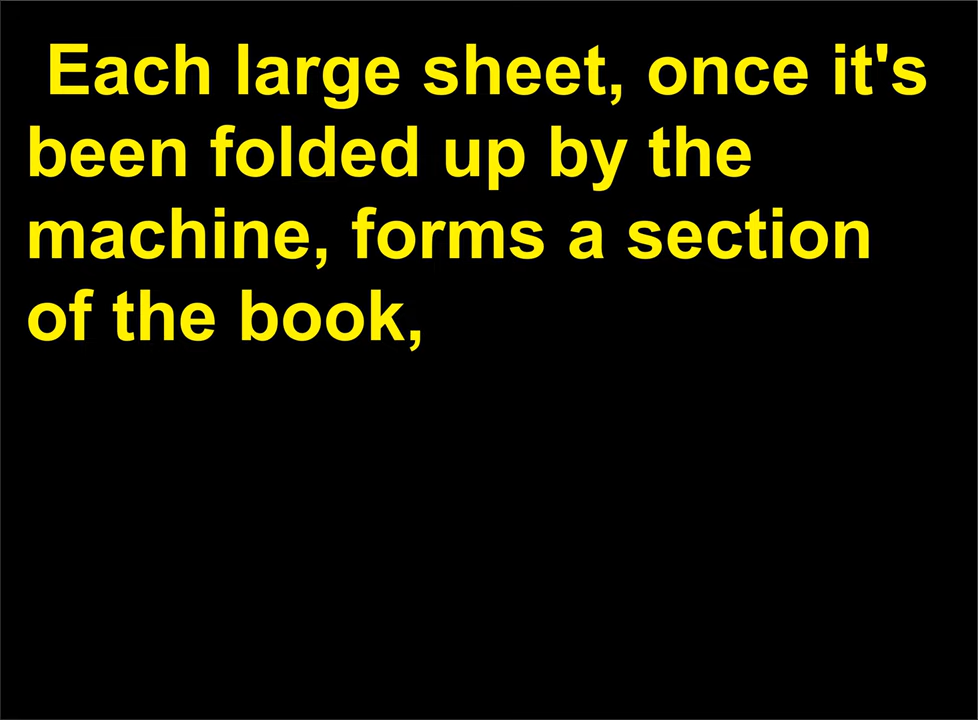 Each large sheet, once it's
been folded up by the
machine, forms a section
of the book,